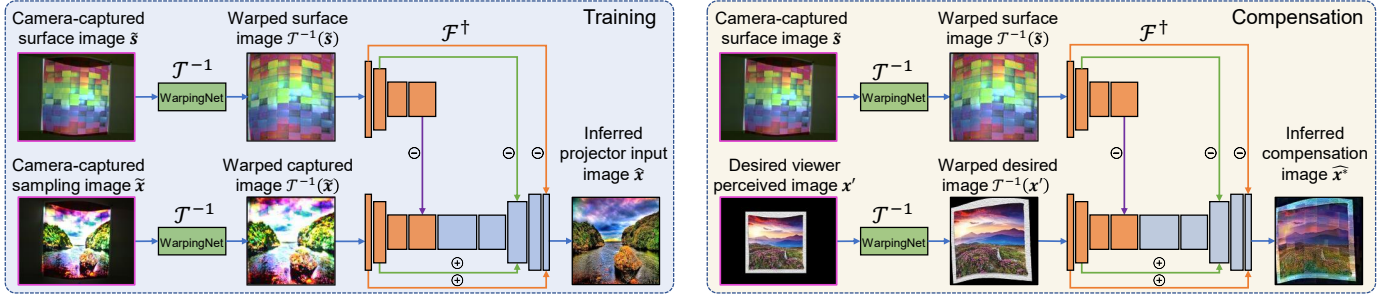 Training
Camera-captured
surface image s̃
𝒯⁻¹
WarpingNet
Warped surface
image 𝒯⁻¹(s̃)
ℱ†
⊖
⊖
⊖
Camera-captured
sampling image x̃
𝒯⁻¹
WarpingNet
Warped captured
image 𝒯⁻¹(x̃)
⊕
⊕
Inferred
projector input
image x̂
Compensation
Camera-captured
surface image s̃
𝒯⁻¹
WarpingNet
Warped surface
image 𝒯⁻¹(s̃)
ℱ†
⊖
⊖
⊖
Desired viewer
perceived image x′
𝒯⁻¹
WarpingNet
Warped desired
image 𝒯⁻¹(x′)
⊕
⊕
Inferred
compensation
image x̂*